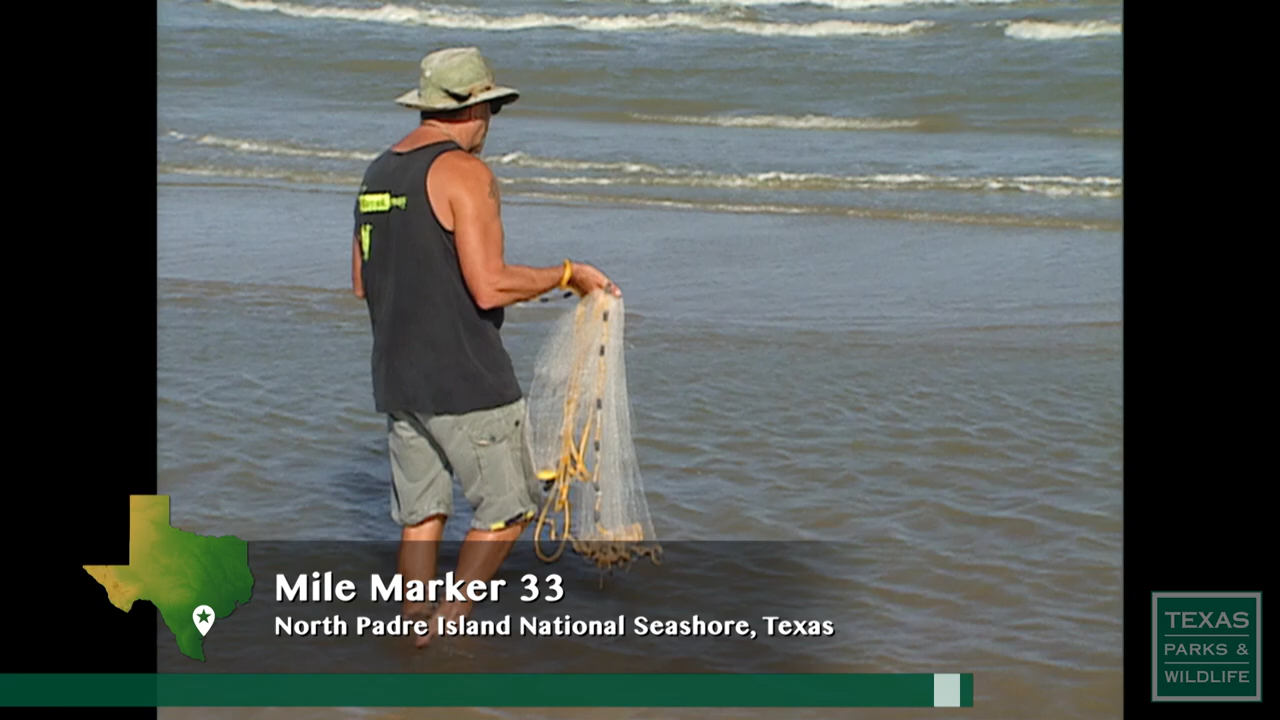 Mile Marker 33
North Padre Island National Seashore, Texas
TEXAS
PARKS &
WILDLIFE